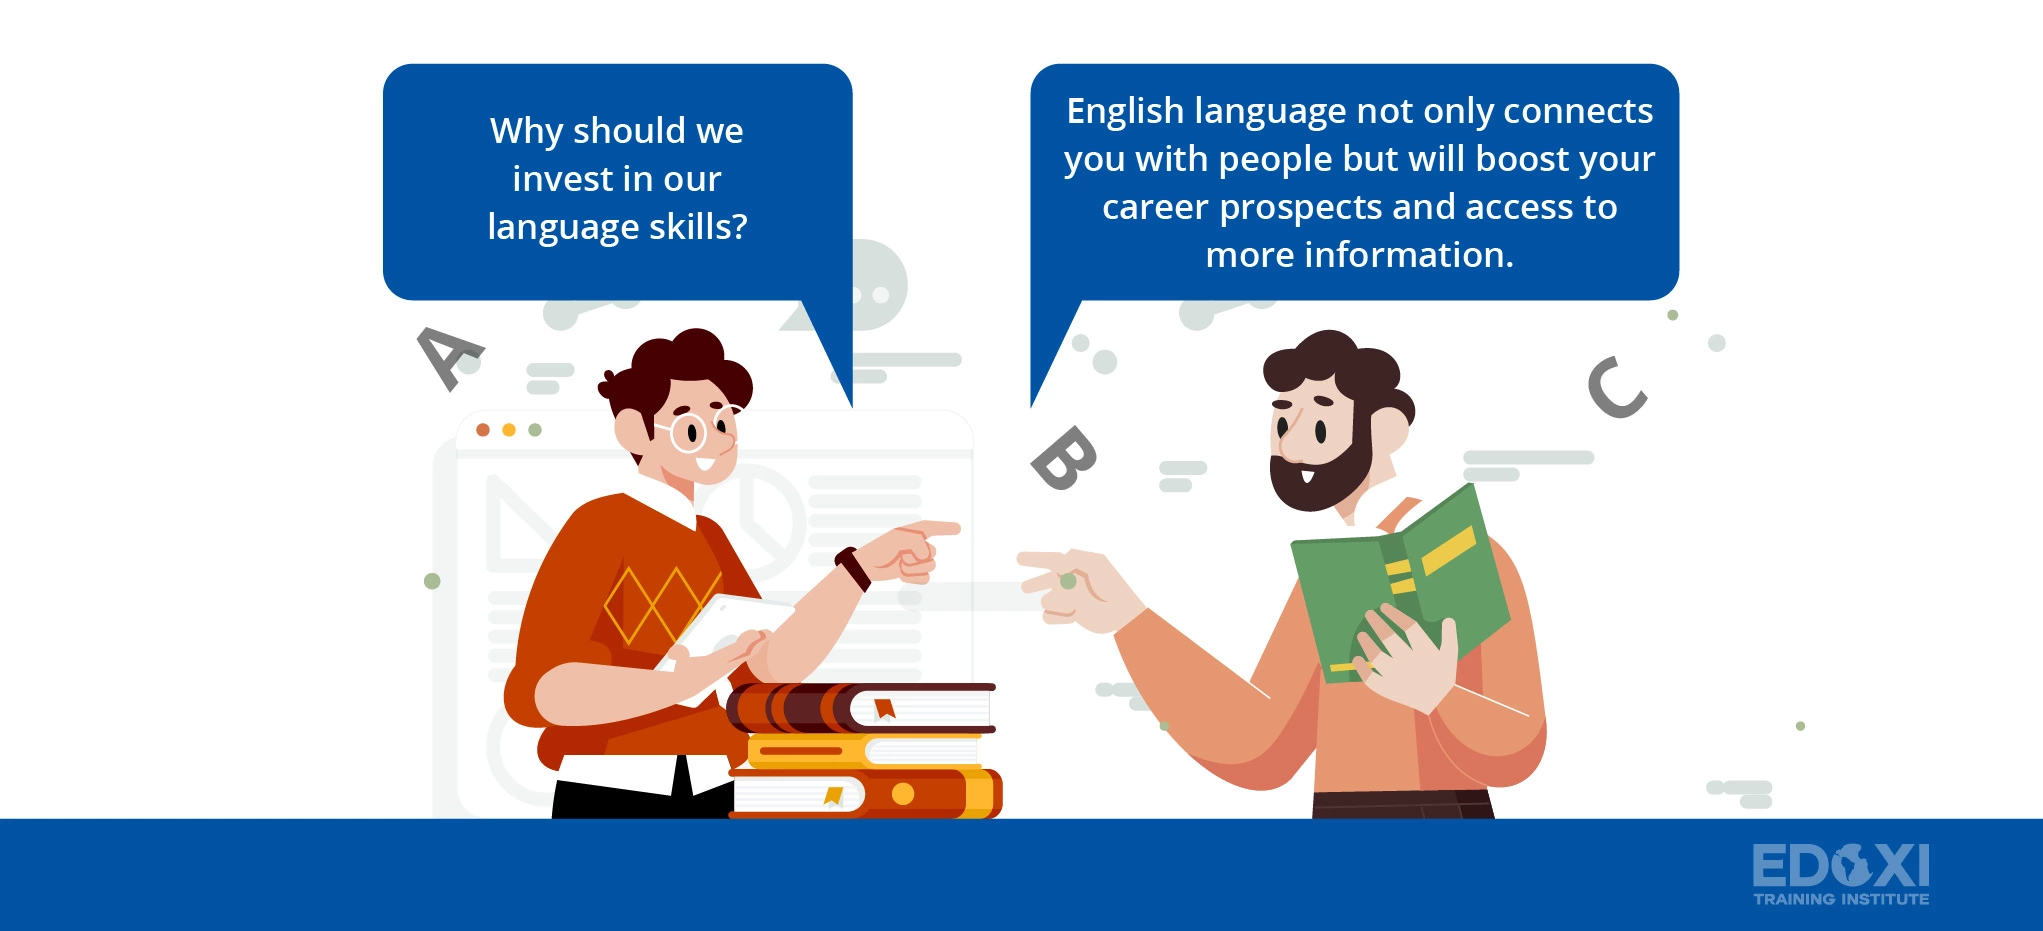 Why should we
invest in our
language skills?
English language not only connects
you with people but will boost your
career prospects and access to
more information.
A
B
C
EDOXI
TRAINING INSTITUTE